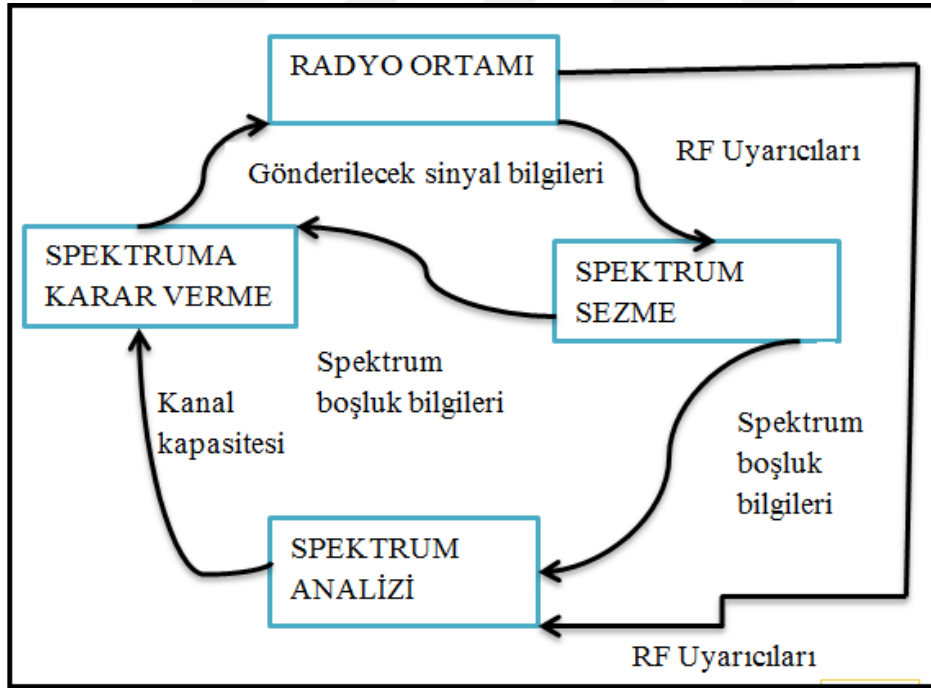 RADYO ORTAMI
RF Uyarıcıları
Gönderilecek sinyal bilgileri
SPEKTRUMA
KARAR VERME
SPEKTRUM
SEZME
Spektrum
boşluk bilgileri
Kanal
kapasitesi
Spektrum
boşluk
bilgileri
SPEKTRUM
ANALİZİ
RF Uyarıcıları